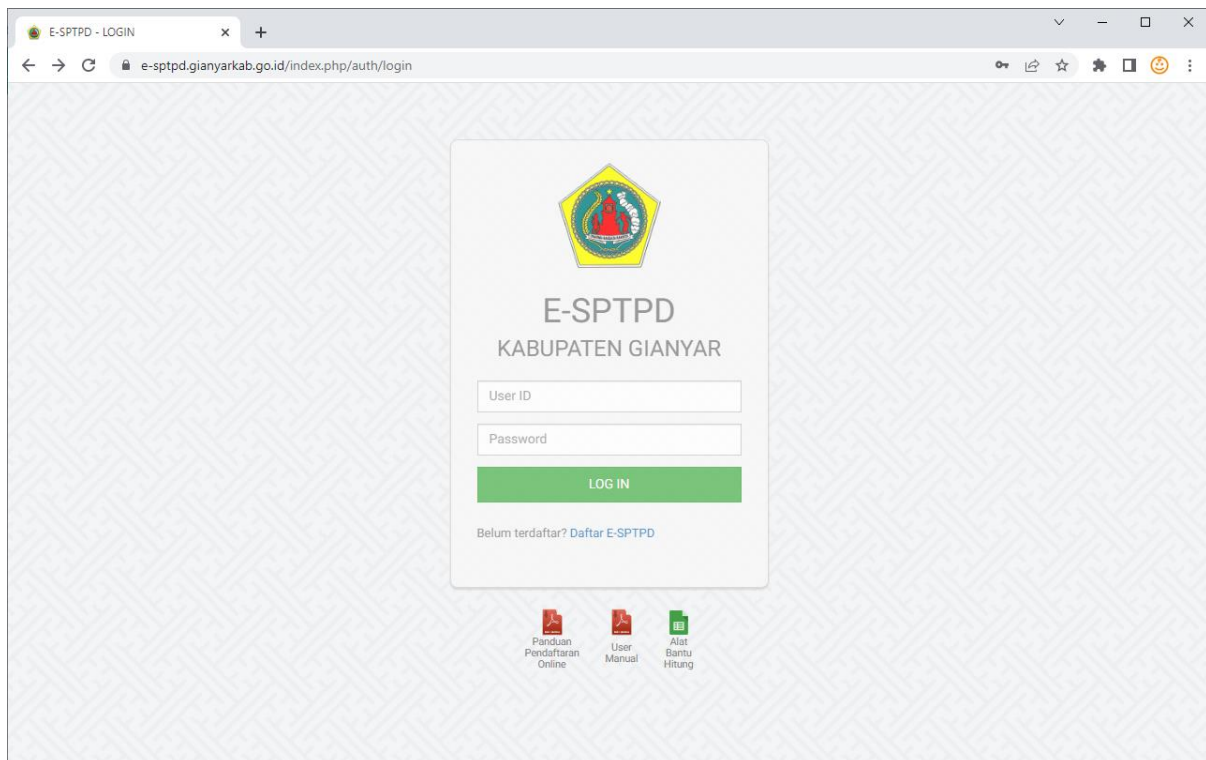 E-SPTPD - LOGIN
e-sptpd.gianyarkab.go.id/index.php/auth/login
E-SPTPD
KABUPATEN GIANYAR
User ID
Password
LOG IN
Belum terdaftar? Daftar E-SPTPD
Panduan
Pendaftaran
Online
User
Manual
Alat
Bantu
Hitung